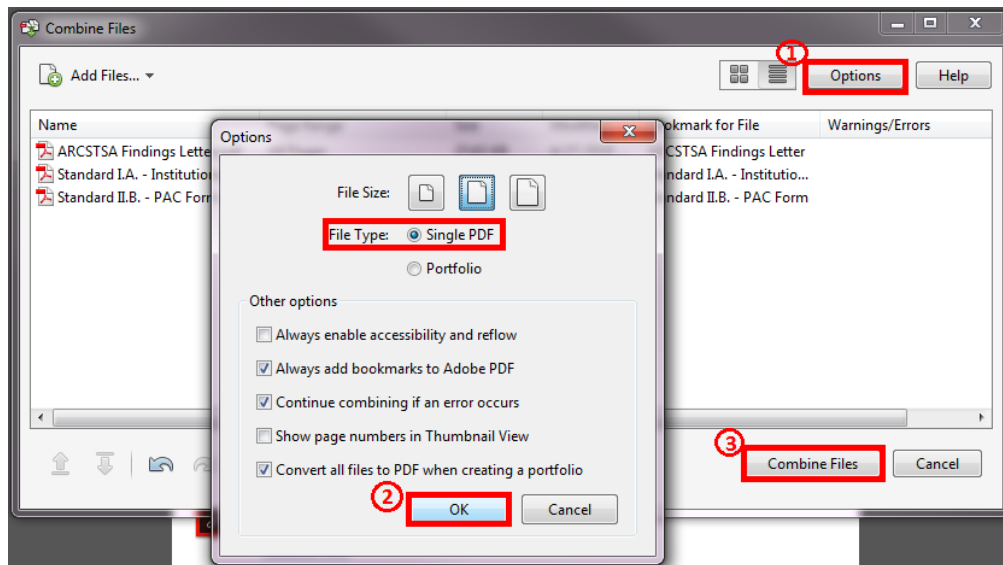 Combine Files
Add Files...
1
Options
Help
Name
okmark for File
Warnings/Errors
ARCSTSA Findings Lette
CSTSA Findings Letter
Standard I.A. - Institution
ndard I.A. - Institutio...
Standard II.B. - PAC Forr
ndard II.B. - PAC Form
Options
X
File Size:
File Type: Single PDF
Portfolio
Other options
Always enable accessibility and reflow
Always add bookmarks to Adobe PDF
Continue combining if an error occurs
Show page numbers in Thumbnail View
Convert all files to PDF when creating a portfolio
2
OK
Cancel
3
Combine Files
Cancel